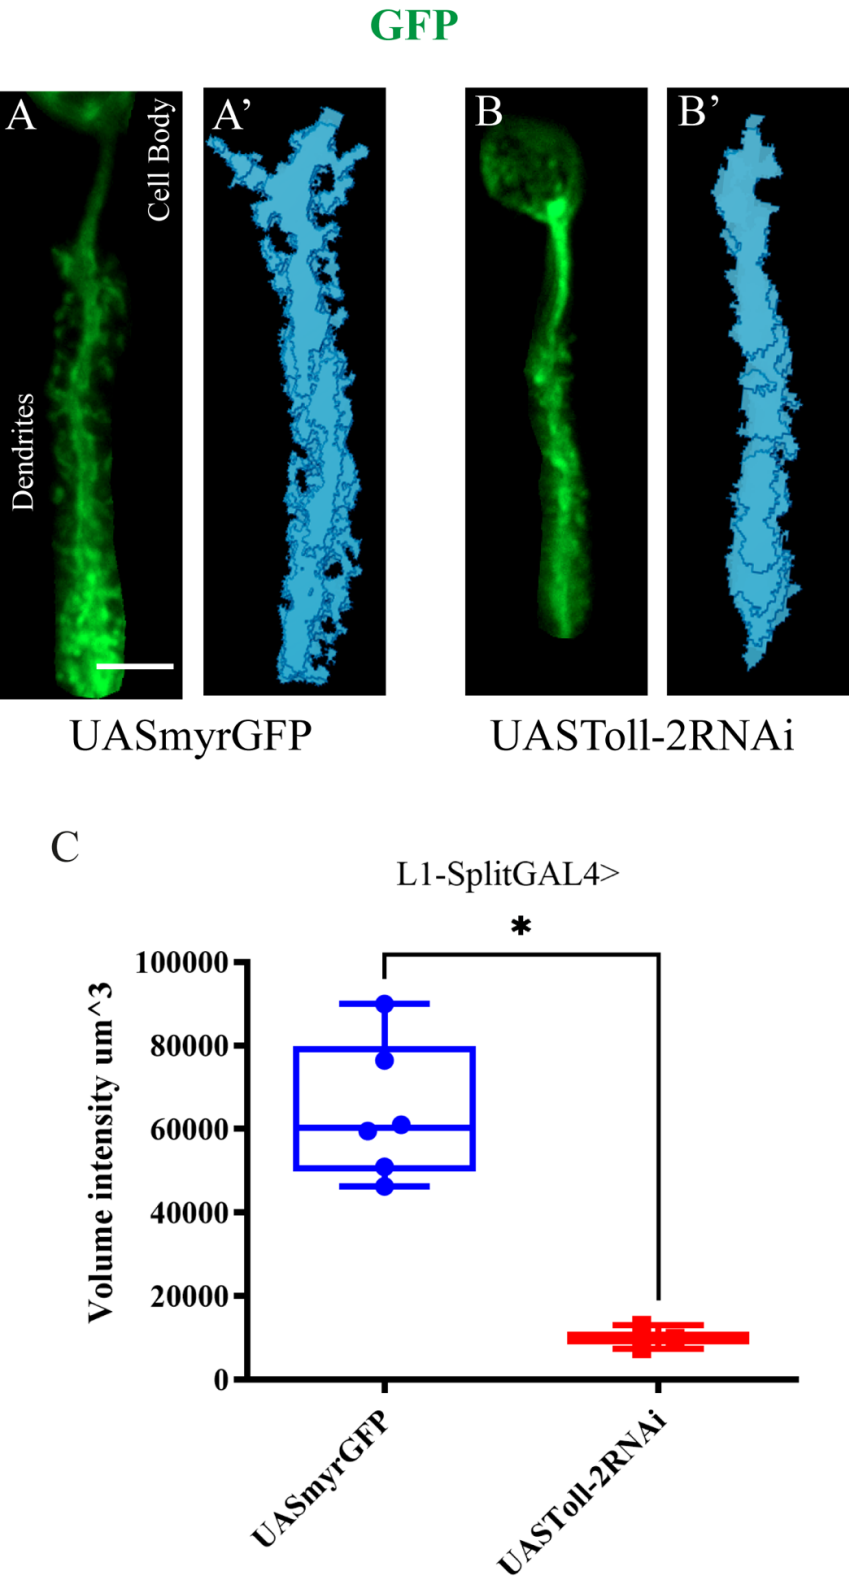 GFP
A
Cell Body
Dendrites
A’
B
B’
UASmyrGFP
UASToll-2RNAi
C
L1-SplitGAL4>
*
Volume intensity um^3
100000
80000
60000
40000
20000
0
UASmyrGFP
UASToll-2RNAi